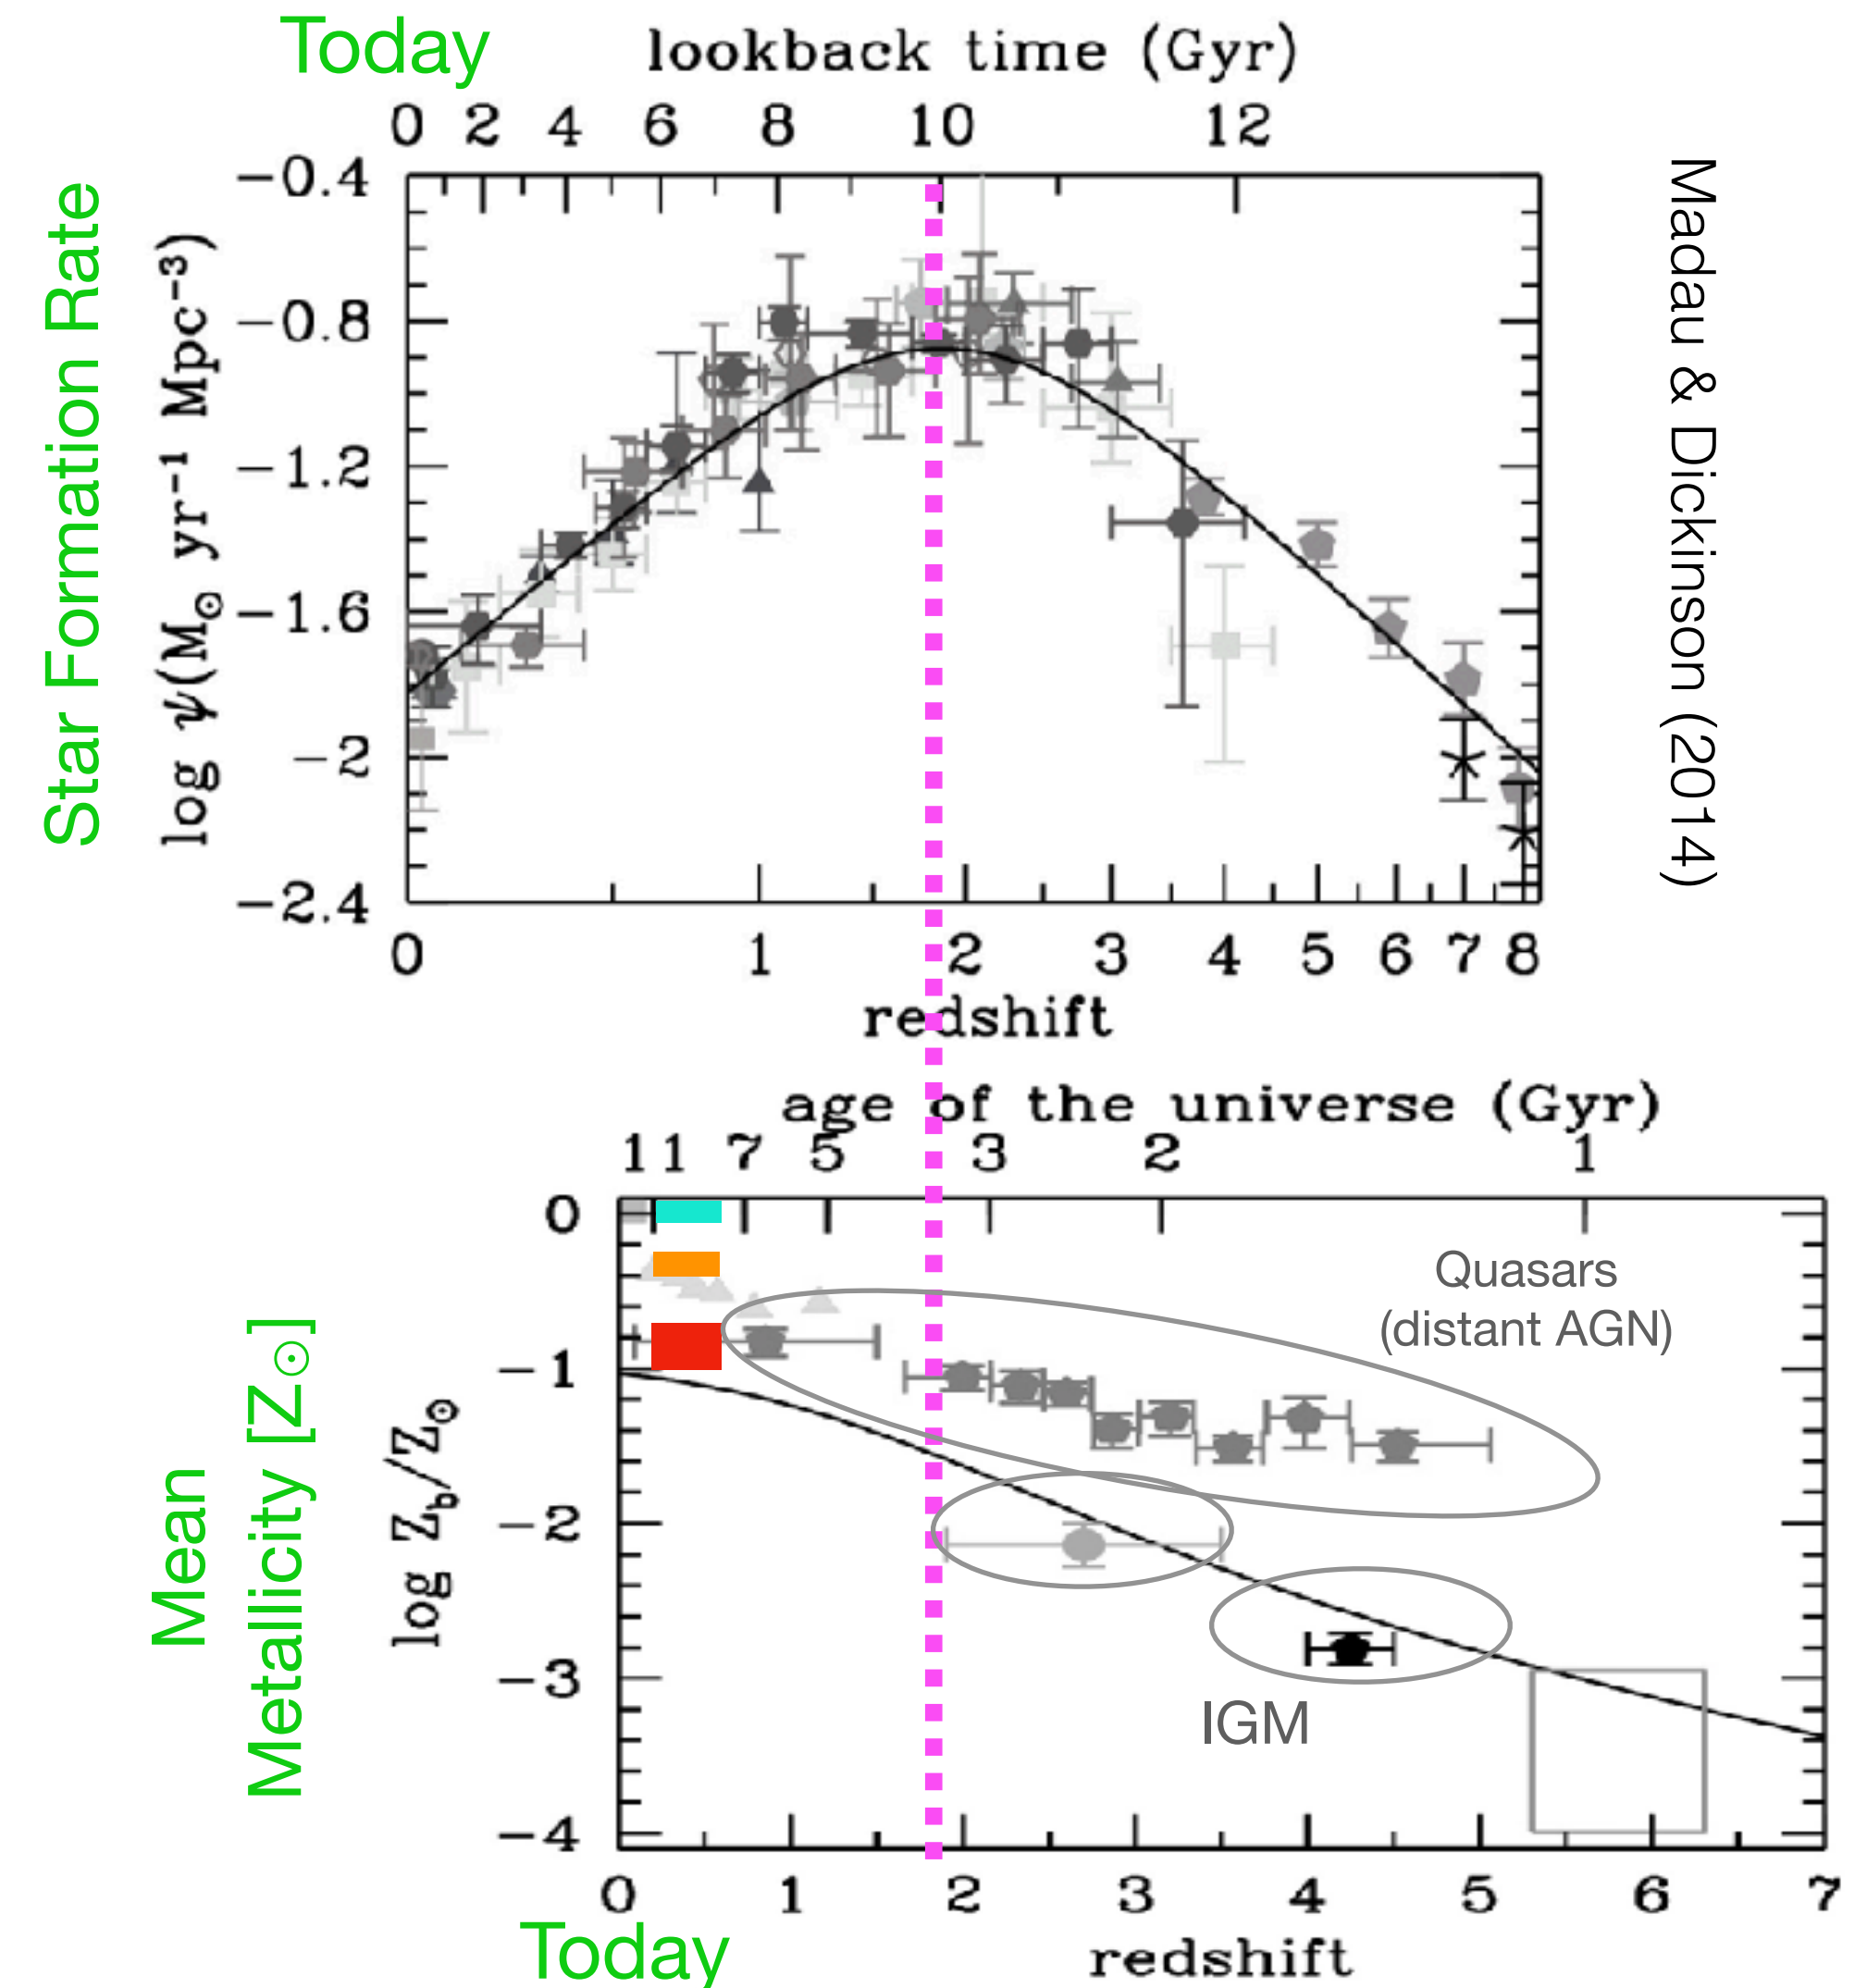 Today
lookback time (Gyr)
0 2 4 6 8 10 12
Star Formation Rate
log ψ(M⊙ yr⁻¹ Mpc⁻³)
−0.4
−0.8
−1.2
−1.6
−2
−2.4
Madau & Dickinson (2014)
0 1 2 3 4 5 6 7 8
redshift
age of the universe (Gyr)
11 7 5 3 2 1
Mean
Metallicity [Z⊙]
log Z_b/Z⊙
0
−1
−2
−3
−4
Quasars
(distant AGN)
IGM
0 1 2 3 4 5 6 7
Today
redshift